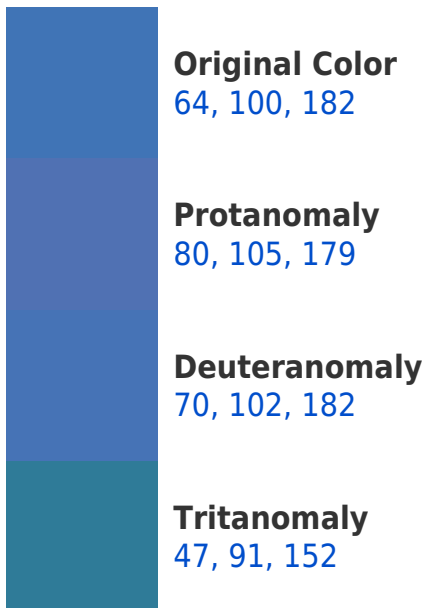 Original Color
64, 100, 182
Protanomaly
80, 105, 179
Deuteranomaly
70, 102, 182
Tritanomaly
47, 91, 152